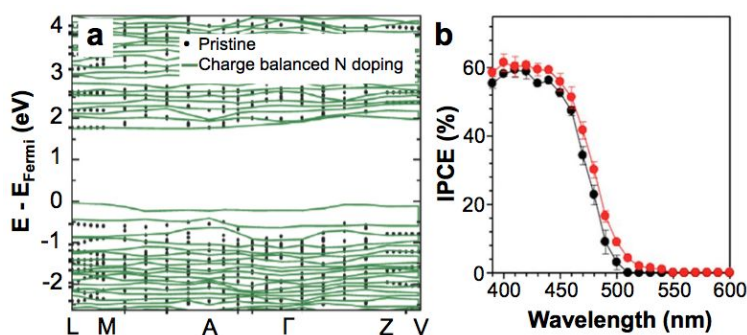 a
Pristine
Charge balanced N doping
E - E_Fermi (eV)
4
3
2
1
0
-1
-2
L M A Γ Z V
b
IPCE (%)
60
40
20
0
400 450 500 550 600
Wavelength (nm)